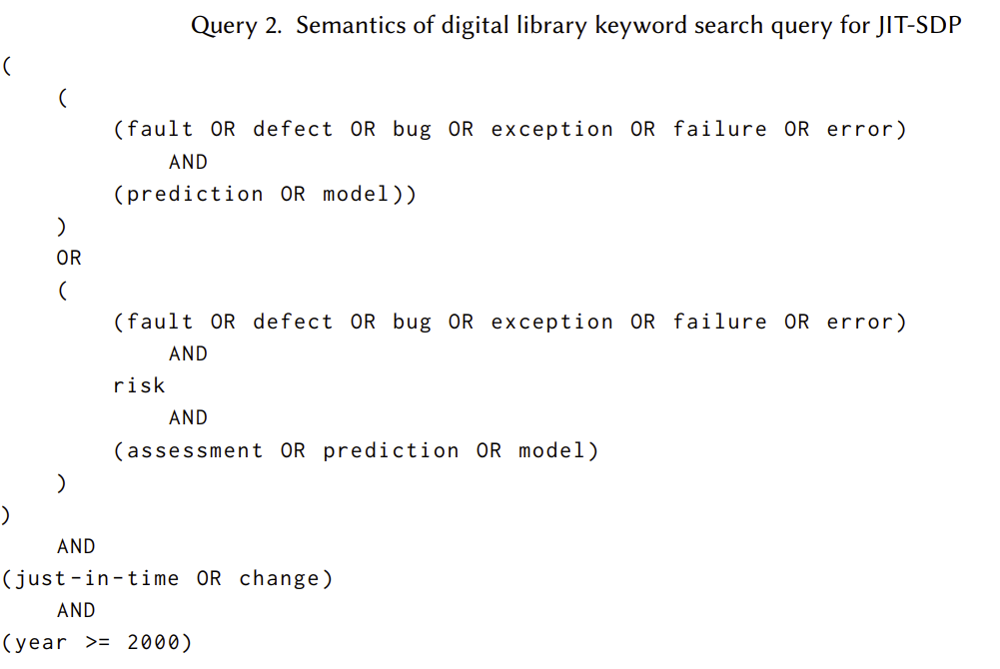 Query 2. Semantics of digital library keyword search query for JIT-SDP
(
(
(fault OR defect OR bug OR exception OR failure OR error)
AND
(prediction OR model))
)
OR
(
(fault OR defect OR bug OR exception OR failure OR error)
AND
risk
AND
(assessment OR prediction OR model)
)
)
AND
(just-in-time OR change)
AND
(year >= 2000)